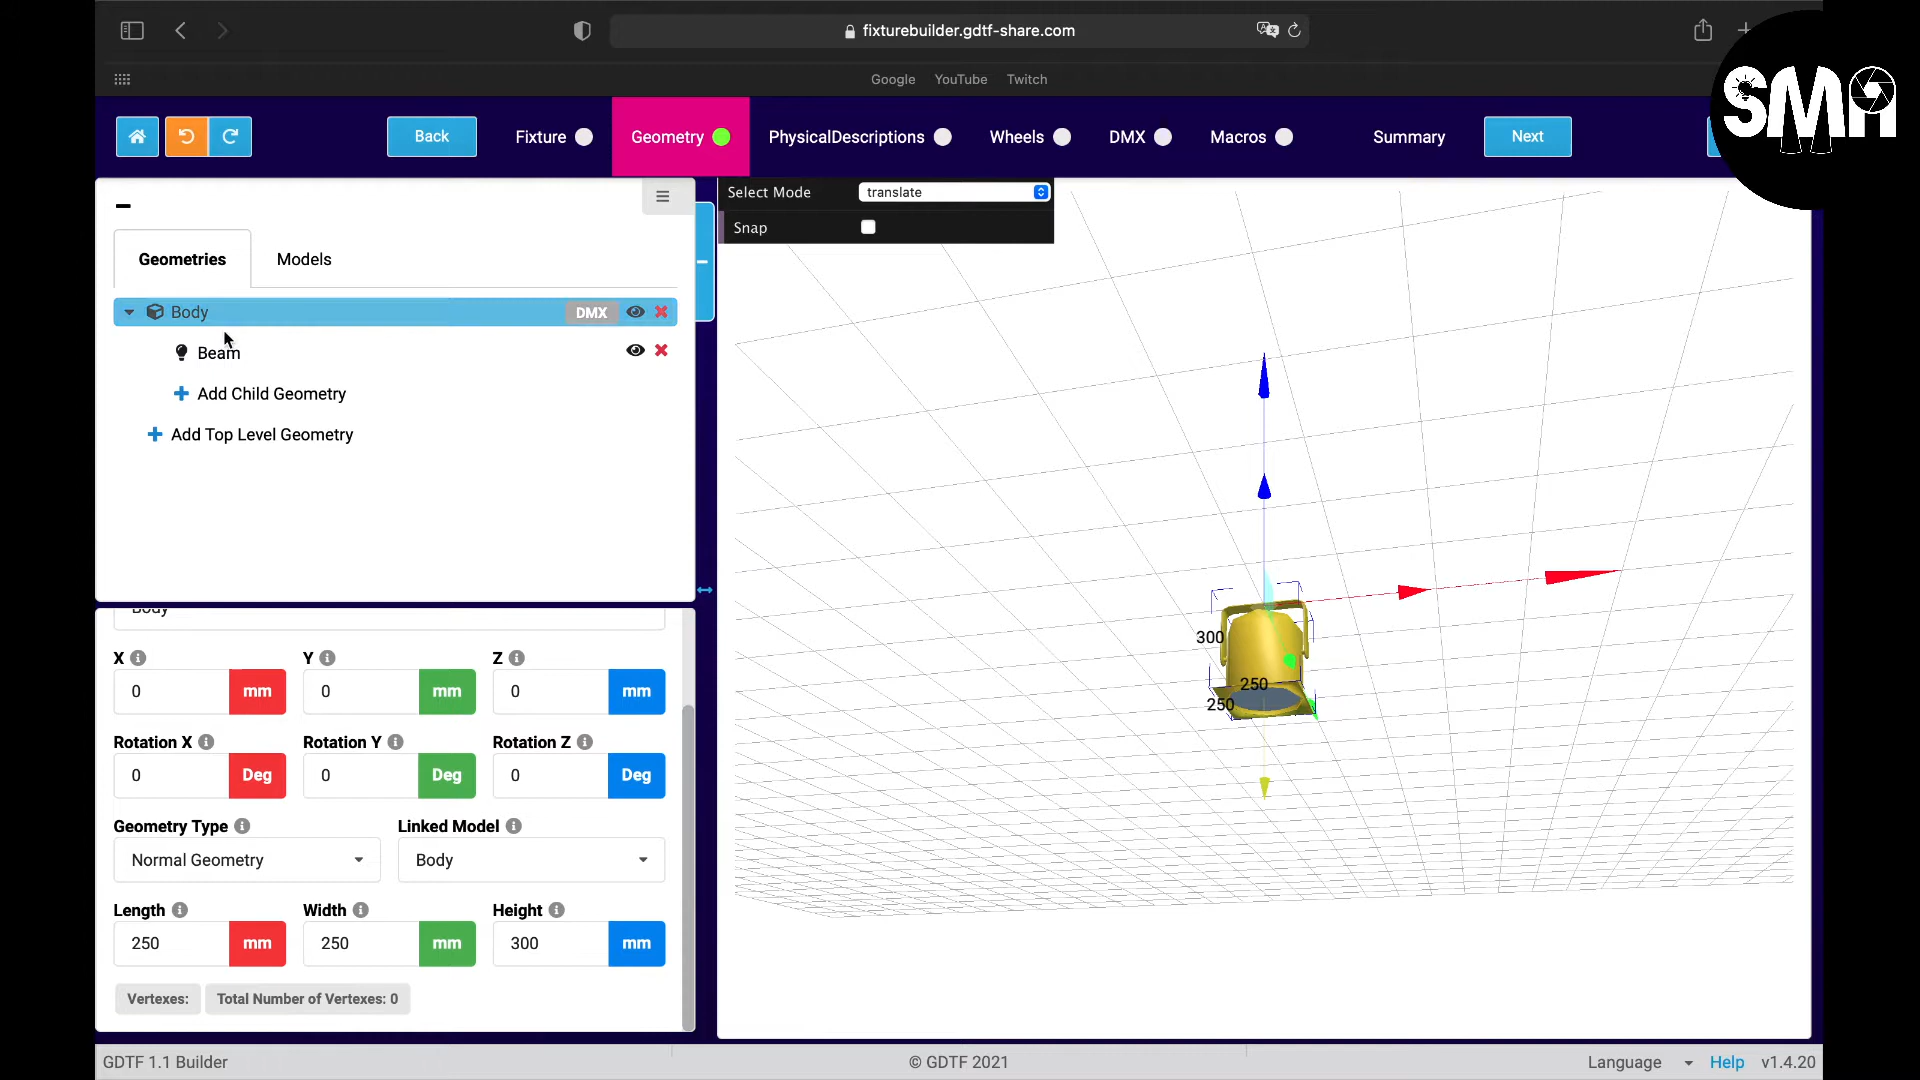 fixturebuilder.gdtf-share.com
Google YouTube Twitch
SMH
Back Fixture Geometry PhysicalDescriptions Wheels DMX Macros Summary Next
Select Mode translate
Snap
Geometries Models
Body DMX
Beam
Add Child Geometry
Add Top Level Geometry
Body
X Y Z
0 mm 0 mm 0 mm
Rotation X Rotation Y Rotation Z
0 Deg 0 Deg 0 Deg
Geometry Type Linked Model
Normal Geometry Body
Length Width Height
250 mm 250 mm 300 mm
Vertexes: Total Number of Vertexes: 0
300
250
250
GDTF 1.1 Builder © GDTF 2021 Language Help v1.4.20